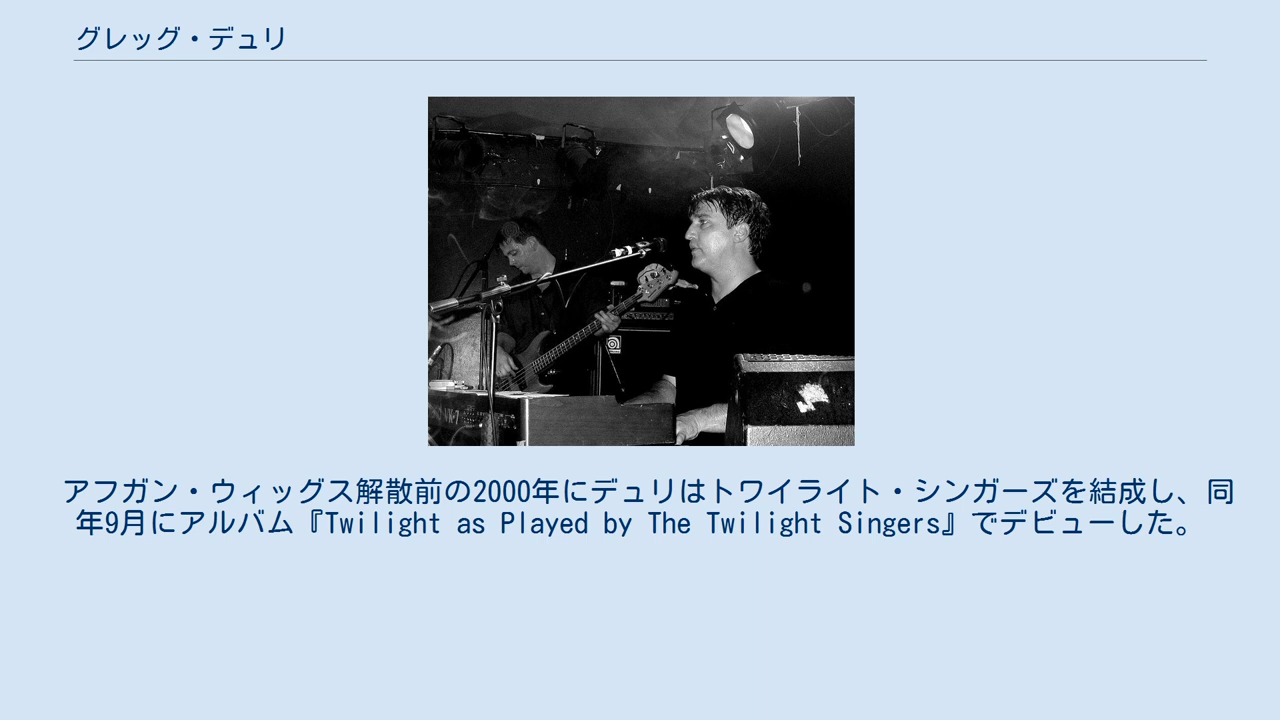 グレッグ・デュリ
VK-7
アフガン・ウィッグス解散前の2000年にデュリはトワイライト・シンガーズを結成し、同
年9月にアルバム『Twilight as Played by The Twilight Singers』でデビューした。